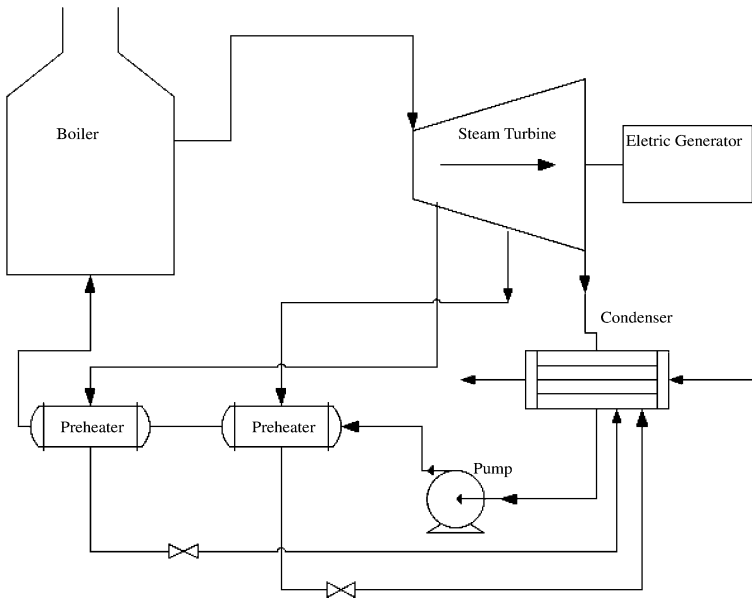 Boiler
Steam Turbine
Eletric Generator
Condenser
Preheater
Preheater
Pump